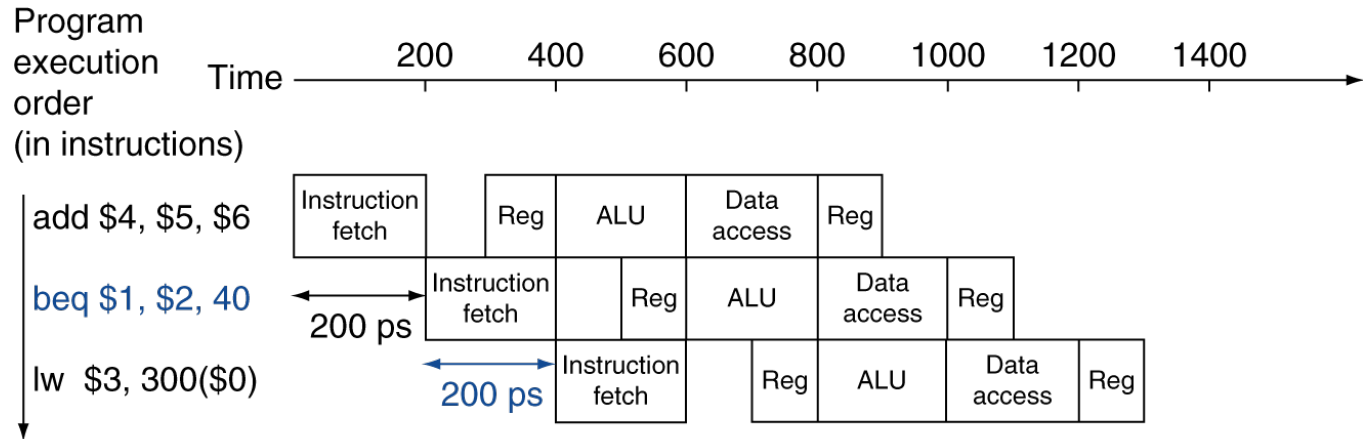 Program
execution
order
(in instructions)
Time
200 400 600 800 1000 1200 1400
add $4, $5, $6
Instruction
fetch
Reg
ALU
Data
access
Reg
beq $1, $2, 40
200 ps
Instruction
fetch
Reg
ALU
Data
access
Reg
lw $3, 300($0)
200 ps
Instruction
fetch
Reg
ALU
Data
access
Reg